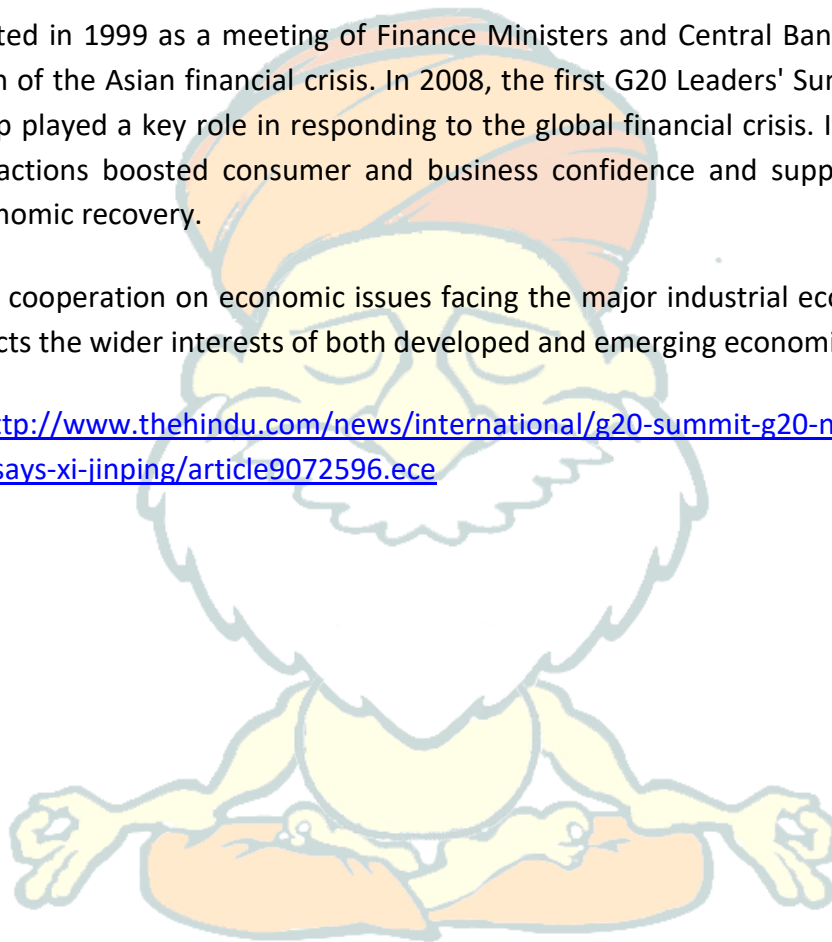 ted in 1999 as a meeting of Finance Ministers and Central Ban
of the Asian financial crisis. In 2008, the first G20 Leaders' Su
p played a key role in responding to the global financial crisis. I
actions boosted consumer and business confidence and supp
nomic recovery.
cooperation on economic issues facing the major industrial eco
cts the wider interests of both developed and emerging economi
ttp://www.thehindu.com/news/international/g20-summit-g20-n
says-xi-jinping/article9072596.ece